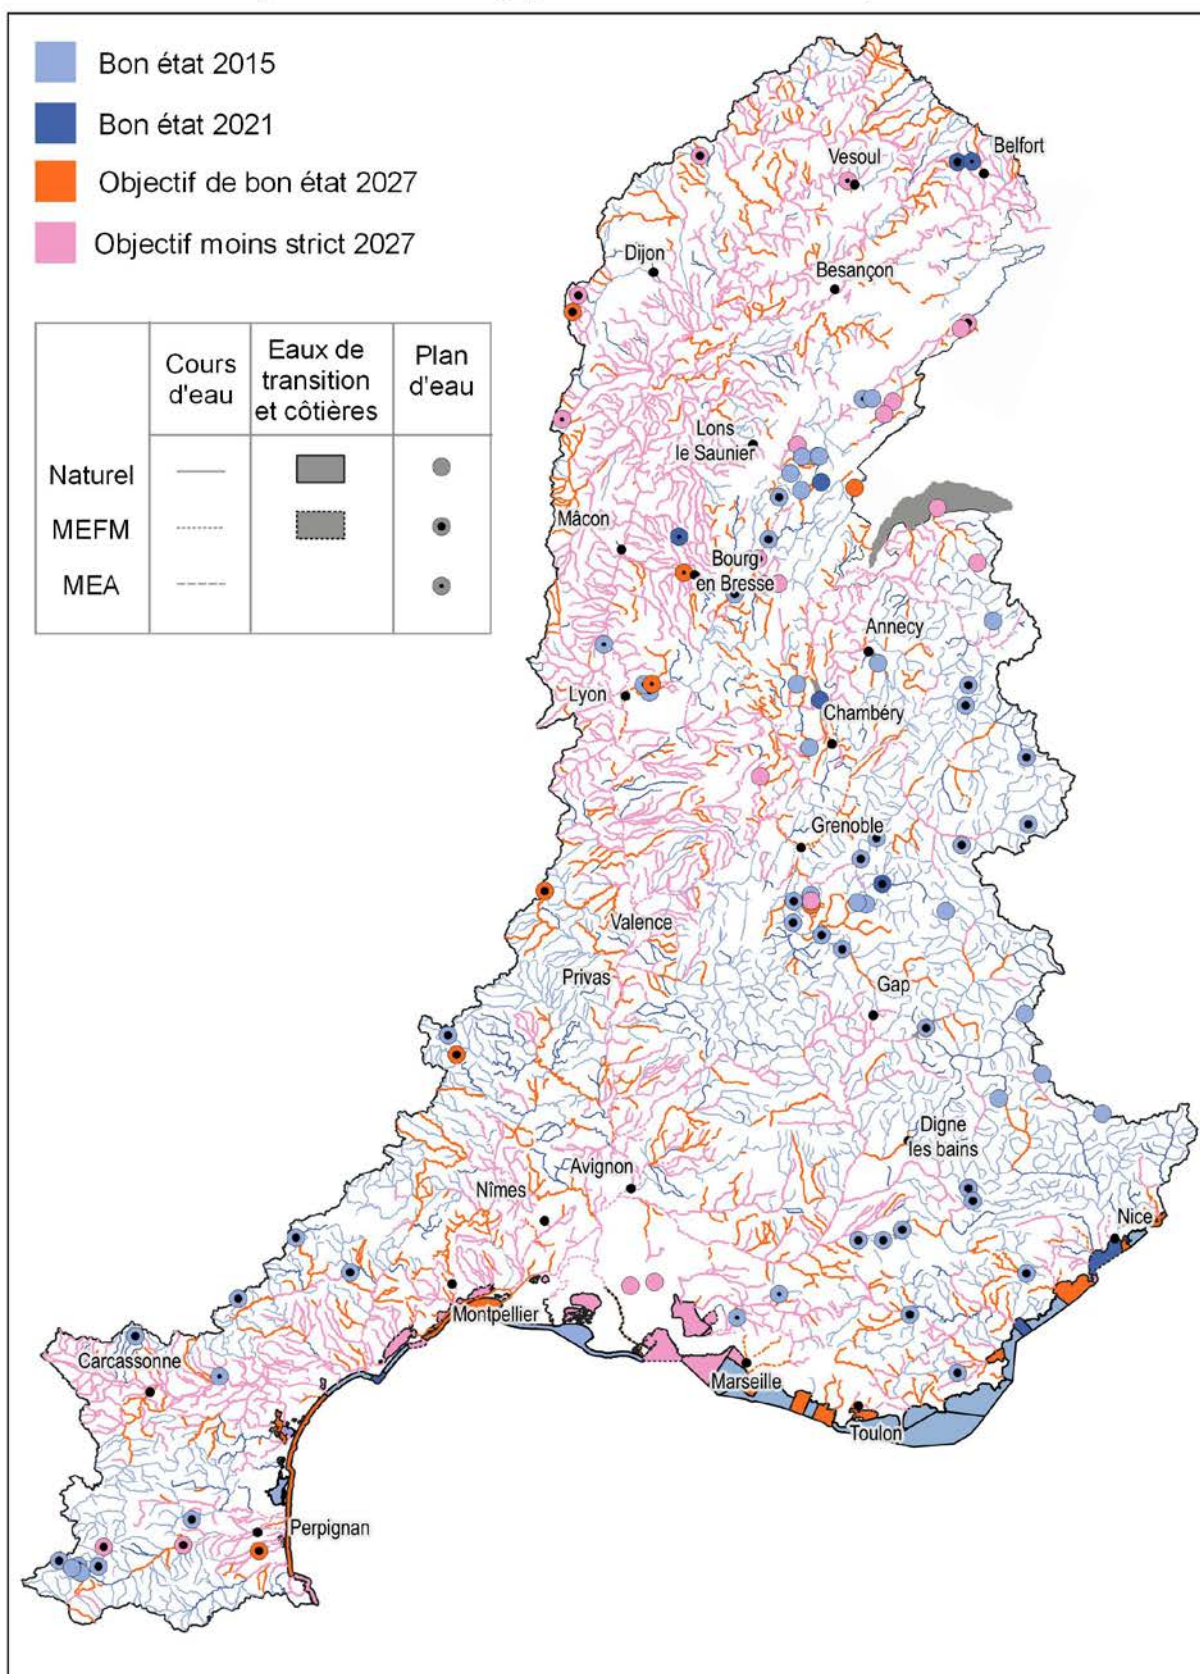 Bon état 2015
Bon état 2021
Objectif de bon état 2027
Objectif moins strict 2027
Cours
d'eau
Eaux de
transition
et côtières
Plan
d'eau
Naturel
MEFM
MEA
Belfort
Vesoul
Dijon
Besançon
Lons
le Saunier
Mâcon
Bourg
en Bresse
Annecy
Lyon
Chambéry
Grenoble
Valence
Privas
Gap
Digne
les bains
Avignon
Nîmes
Nice
Montpellier
Carcassonne
Marseille
Toulon
Perpignan